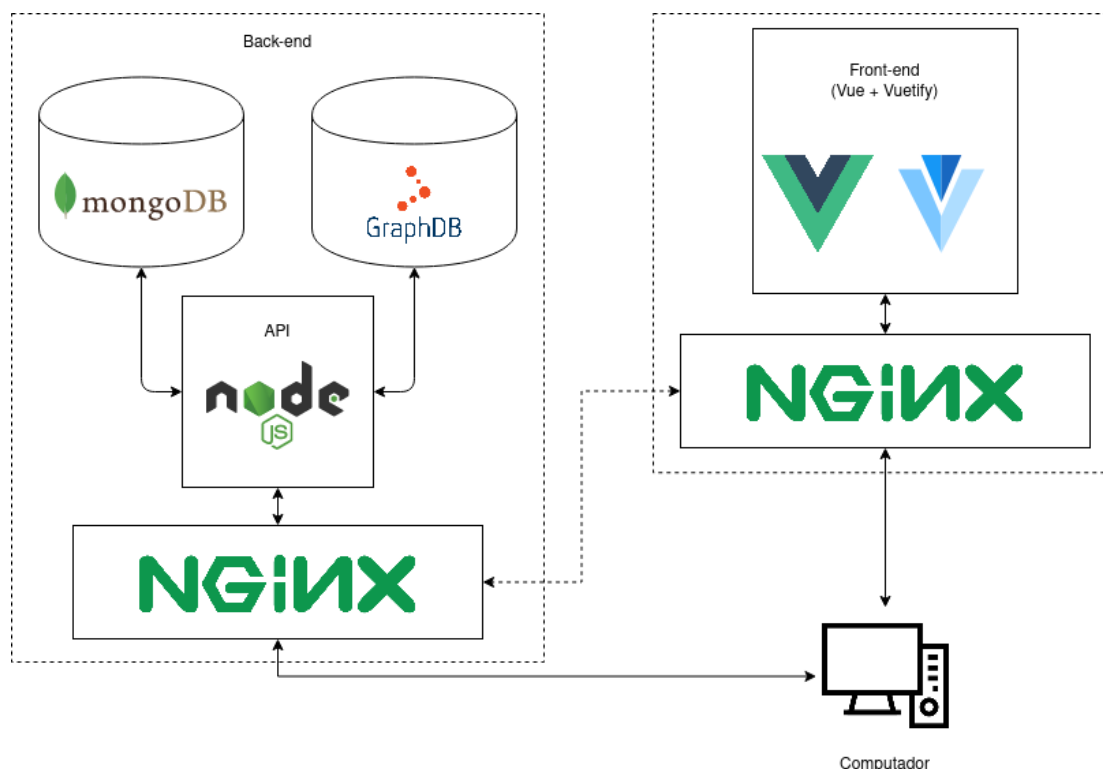 Back-end
mongoDB
GraphDB
API
node
JS
NGINX
Front-end
(Vue + Vuetify)
NGINX
Computador